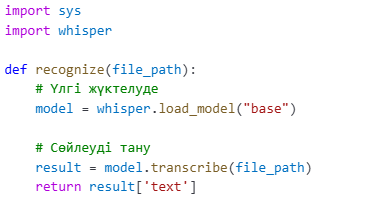 import sys
import whisper

def recognize(file_path):
    # Үлгі жүктелуде
    model = whisper.load_model("base")

    # Сөйлеуді тану
    result = model.transcribe(file_path)
    return result['text']